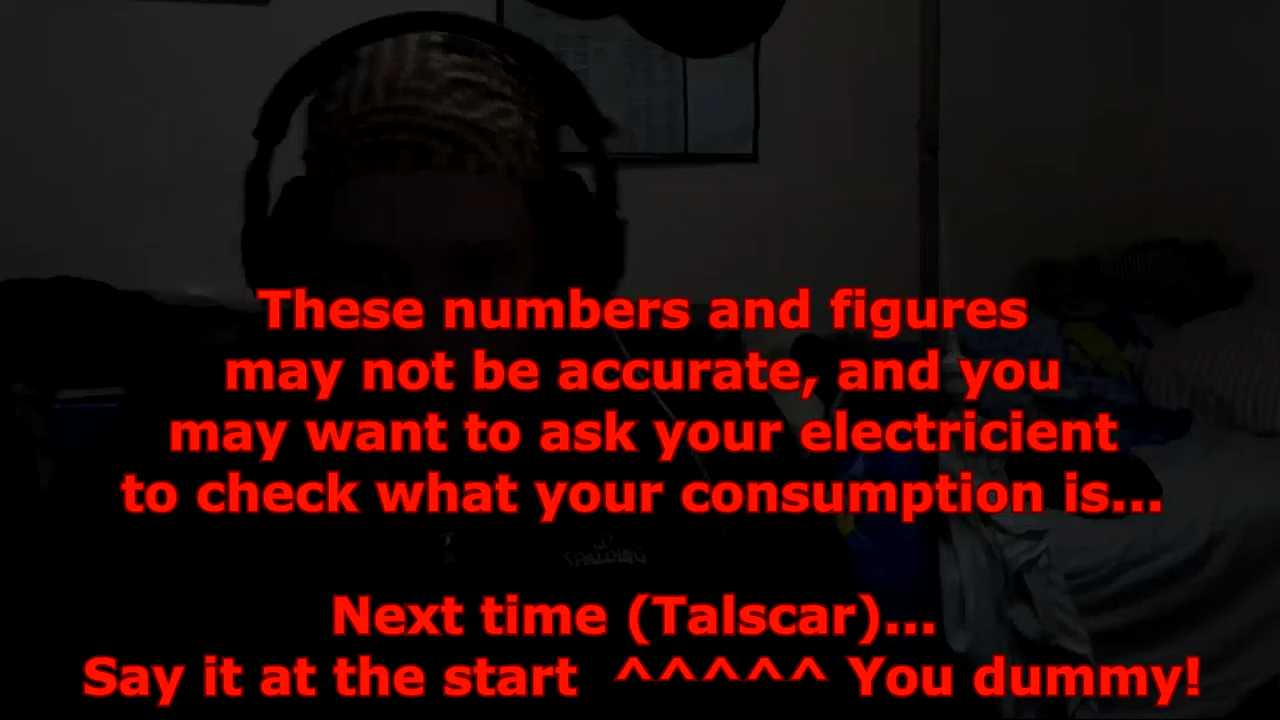 These numbers and figures
may not be accurate, and you
may want to ask your electricient
to check what your consumption is...
SPALDING
Next time (Talscar)...
Say it at the start ^^^^^ You dummy!